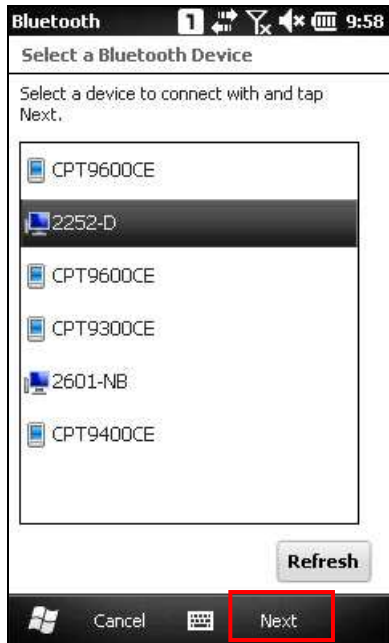 Bluetooth 1 9:58
Select a Bluetooth Device
Select a device to connect with and tap
Next.
CPT9600CE
2252-D
CPT9600CE
CPT9300CE
2601-NB
CPT9400CE
Refresh
Cancel Next